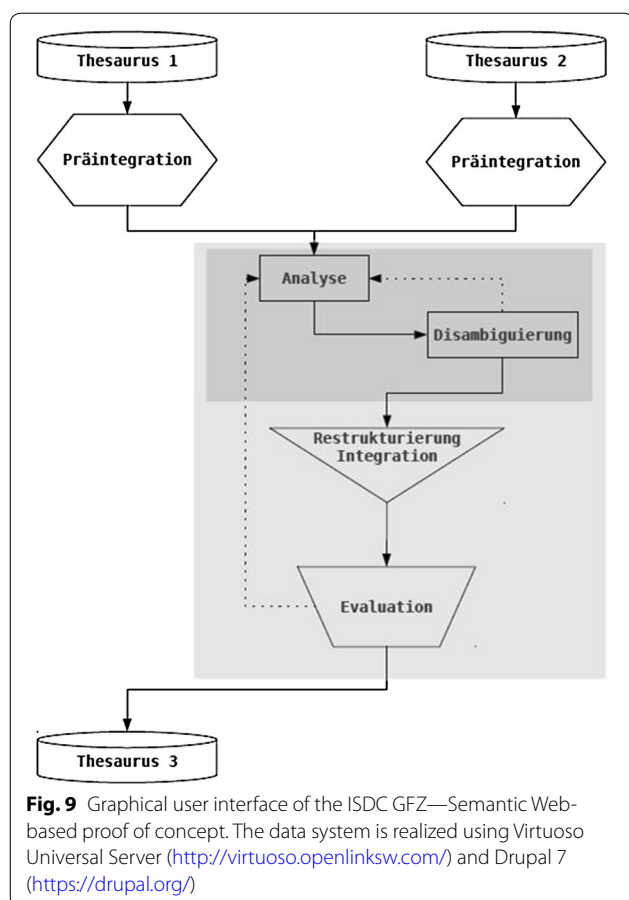 Thesaurus 1
Thesaurus 2
Präintegration
Präintegration
Analyse
Disambiguierung
Restrukturierung
Integration
Evaluation
Thesaurus 3
Fig. 9 Graphical user interface of the ISDC GFZ—Semantic Web-
based proof of concept. The data system is realized using Virtuoso
Universal Server (http://virtuoso.openlinksw.com/) and Drupal 7
(https://drupal.org/)